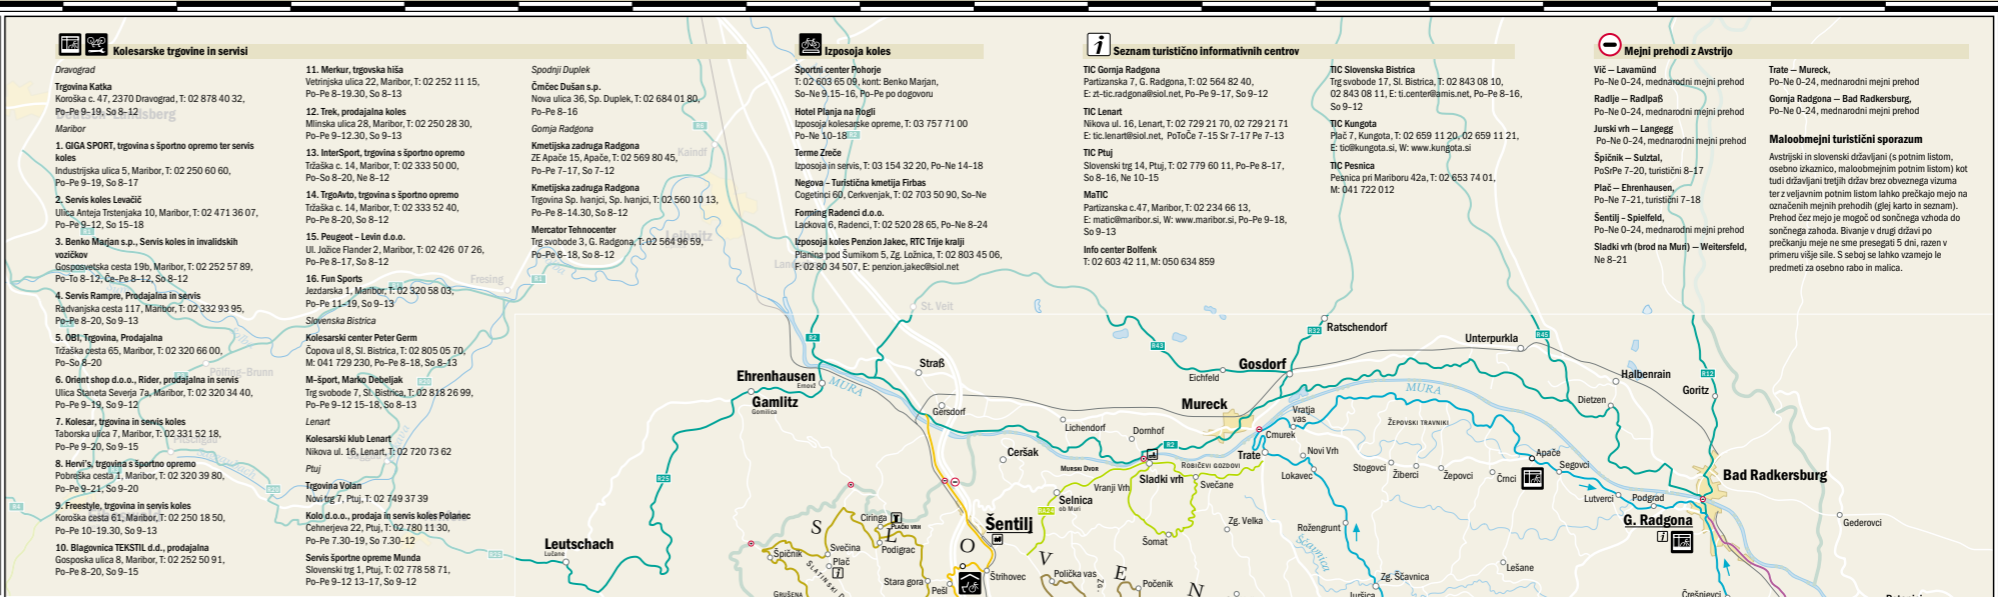 Kolesarske trgovine in servisi
Dravograd
Trgovina Katka
Koroška c. 47, 2370 Dravograd, T: 02 878 40 32,
Po–Pe 9–19, So 8–12
Maribor
1. GIGA SPORT, trgovina s športno opremo ter servis
koles
Industrijska ulica 5, Maribor, T: 02 250 60 60,
Po–Pe 9–19, So 8–17
2. Servis koles Levačič
Ulica Anteja Trstenjaka 10, Maribor, T: 02 471 36 07,
Po–Pe 9–12, So 15–18
3. Benko Marjan s.p., Servis koles in invalidskih
vozičkov
Gosposvetska cesta 19b, Maribor, T: 02 252 57 89,
Po–To 8–12, Če–Pe 8–12, So 8–12
4. Servis Rampre, Prodajalna in servis
Radvanjska cesta 117, Maribor, T: 02 332 93 95,
Po–Pe 8–20, So 9–13
5. OBI, Trgovina, Prodajalna
Tržaška cesta 65, Maribor, T: 02 320 66 00,
Po–So 8–20
6. Orient shop d.o.o., Rider, prodajalna in servis
Ulica Staneta Severja 7a, Maribor, T: 02 320 34 40,
Po–Pe 9–19, So 9–12
7. Kolesar, trgovina in servis koles
Taborska ulica 7, Maribor, T: 02 331 52 18,
Po–Pe 9–20, So 9–15
8. Hervi's, trgovina s športno opremo
Pobreška cesta 1, Maribor, T: 02 320 39 80,
Po–Pe 9–21, So 9–20
9. Freestyle, trgovina in servis koles
Koroška cesta 61, Maribor, T: 02 250 18 50,
Po–Pe 10–19.30, So 9–13
10. Blagovnica TEKSTIL d.d., prodajalna
Gosposka ulica 8, Maribor, T: 02 252 50 91,
Po–Pe 8–20, So 9–15
11. Merkur, trgovska hiša
Vetrinjska ulica 22, Maribor, T: 02 252 11 15,
Po–Pe 8–19.30, So 8–13
12. Trek, prodajalna koles
Mlinska ulica 28, Maribor, T: 02 250 28 30,
Po–Pe 9–12.30, So 9–13
13. InterSport, trgovina s športno opremo
Tržaška c. 14, Maribor, T: 02 333 50 00,
Po–So 8–20, Ne 8–12
14. TrgoAvto, trgovina s športno opremo
Tržaška c. 14, Maribor, T: 02 333 52 40,
Po–Pe 8–20, So 8–12
15. Peugeot – Levin d.o.o.
Ul. Jožice Flander 2, Maribor, T: 02 426 07 26,
Po–Pe 8–17, So 8–12
16. Fun Sports
Jezdarska 1, Maribor, T: 02 320 58 03,
Po–Pe 11–19, So 9–13
Slovenska Bistrica
Kolesarski center Peter Germ
Čopova ul 8, Sl. Bistrica, T: 02 805 05 70,
M: 041 729 230, Po–Pe 8–18, So 8–13
M–šport, Marko Debeljak
Trg svobode 7, Sl. Bistrica, T: 02 818 26 99,
Po–Pe 9–12 15–18, So 8–13
Lenart
Kolesarski klub Lenart
Nikova ul. 16, Lenart, T: 02 720 73 62
Ptuj
Trgovina Volan
Novi trg 7, Ptuj, T: 02 749 37 39
Kolo d.o.o., prodaja in servis koles Polanec
Cehnerjeva 22, Ptuj, T: 02 780 11 30,
Po–Pe 7.30–19, So 7.30–12
Servis športne opreme Munda
Slovenski trg 1, Ptuj, T: 02 778 58 71,
Po–Pe 9–12 13–17, So 9–12
Spodnji Duplek
Črnčec Dušan s.p.
Nova ulica 36, Sp. Duplek, T: 02 684 01 80,
Po–Pe 8–16
Gornja Radgona
Kmetijska zadruga Radgona
ZE Apače 15, Apače, T: 02 569 80 45,
Po–Pe 7–17, So 7–12
Kmetijska zadruga Radgona
Trgovina Sp. Ivanjci, Sp. Ivanjci, T: 02 560 10 13,
Po–Pe 8–14.30, So 8–12
Mercator Tehnocenter
Trg svobode 3, G. Radgona, T: 02 564 96 59,
Po–Pe 8–18, So 8–12
Izposoja koles
Športni center Pohorje
T: 02 603 65 09, kont: Benko Marjan,
So–Ne 9.15–16, Po–Pe po dogovoru
Hotel Planja na Rogli
Izposoja kolesarske opreme, T: 03 757 71 00
Po–Ne 10–18
Terme Zreče
Izposoja in servis, T: 03 154 32 20, Po–Ne 14–18
Negova – Turistična kmetija Firbas
Cogetinci 60, Cerkvenjak, T: 02 703 50 90, So–Ne
Forming Radenci d.o.o.
Lackova 6, Radenci, T: 02 520 28 65, Po–Ne 8–24
Izposoja koles Penzion Jakec, RTC Trije kralji
Planina pod Šumikom 5, Zg. Ložnica, T: 02 803 45 06,
F: 02 80 34 507, E: penzion.jakec@siol.net
Seznam turistično informativnih centrov
TIC Gornja Radgona
Partizanska 7, G. Radgona, T: 02 564 82 40,
E: zt-tic.radgona@siol.net, Po–Pe 9–17, So 9–12
TIC Lenart
Nikova ul. 16, Lenart, T: 02 729 21 70, 02 729 21 71
E: tic.lenart@siol.net, PoToČe 7–15 Sr 7–17 Pe 7–13
TIC Ptuj
Slovenski trg 14, Ptuj, T: 02 779 60 11, Po–Pe 8–17,
So 8–16, Ne 10–15
MaTIC
Partizanska c.47, Maribor, T: 02 234 66 13,
E: matic@maribor.si, W: www.maribor.si, Po–Pe 9–18,
So 9–13
Info center Bolfenk
T: 02 603 42 11, M: 050 634 859
TIC Slovenska Bistrica
Trg svobode 17, Sl. Bistrica, T: 02 843 08 10,
02 843 08 11, E: ti.center@amis.net, Po–Pe 8–16,
So 9–12
TIC Kungota
Plač 7, Kungota, T: 02 659 11 20, 02 659 11 21,
E: tic@kungota.si, W: www.kungota.si
TIC Pesnica
Pesnica pri Mariboru 42a, T: 02 653 74 01,
M: 041 722 012
Mejni prehodi z Avstrijo
Vič – Lavamünd
Po–Ne 0–24, mednarodni mejni prehod
Radlje – Radlpaß
Po–Ne 0–24, mednarodni mejni prehod
Jurski vrh – Langegg
Po–Ne 0–24, mednarodni mejni prehod
Špičnik – Sulztal,
PoSrPe 7–20, turistični 8–17
Plač – Ehrenhausen,
Po–Ne 7–21, turistični 7–18
Šentilj – Spielfeld,
Po–Ne 0–24, mednarodni mejni prehod
Sladki vrh (brod na Muri) – Weitersfeld,
Ne 8–21
Trate – Mureck,
Po–Ne 0–24, mednarodni mejni prehod
Gornja Radgona – Bad Radkersburg,
Po–Ne 0–24, mednarodni mejni prehod
Maloobmejni turistični sporazum
Avstrijski in slovenski državljani (s potnim listom,
osebno izkaznico, maloobmejnim potnim listom) kot
tudi državljani tretjih držav brez obveznega vizuma
ter z veljavnim potnim listom lahko prečkajo mejo na
označenih mejnih prehodih (glej karto in seznam).
Prehod čez mejo je mogoč od sončnega vzhoda do
sončnega zahoda. Bivanje v drugi državi po
prečkanju meje ne sme presegati 5 dni, razen v
primeru višje sile. S seboj se lahko vzamejo le
predmeti za osebno rabo in malica.
Kaindf
Leibnitz
Fresing
St. Veit
Pölfing-Brunn
R2
R43
R32
R45
R12
Ratschendorf
Unterpurkla
Straß
Gosdorf
Eichfeld
Ehrenhausen
Ernovž
MURA
Gamlitz
Gomilica
Gersdorf
Mureck
MURA
Halbenrain
Goritz
Dietzen
Vratja
vas
Žepovski travniki
Lichendorf
Dornhof
Cmurek
R2
Ceršak
Murski Dvor
Robičevi gozdovi
Trate
Novi Vrh
Apače
Stogovci
Žiberci
Žepovci
Črnci
Segovci
Bad Radkersburg
R25
Vranji Vrh
Sladki vrh
Svečane
Lokavec
Lutverci
Podgrad
Selnica
ob Muri
G. Radgona
Gederovci
Ciringa
Plački vrh
Šentilj
Zg. Velka
Rožengrunt
Ščavnica
Leutschach
Lučane
Svečina
Podigrac
Šomat
Špičnik
Plač
S L O V E N
Lešane
Stara gora
Štrihovec
Polička vas
Počenik
Zg. Ščavnica
Grušena
Pesl
Jurjica
Črešnjevci